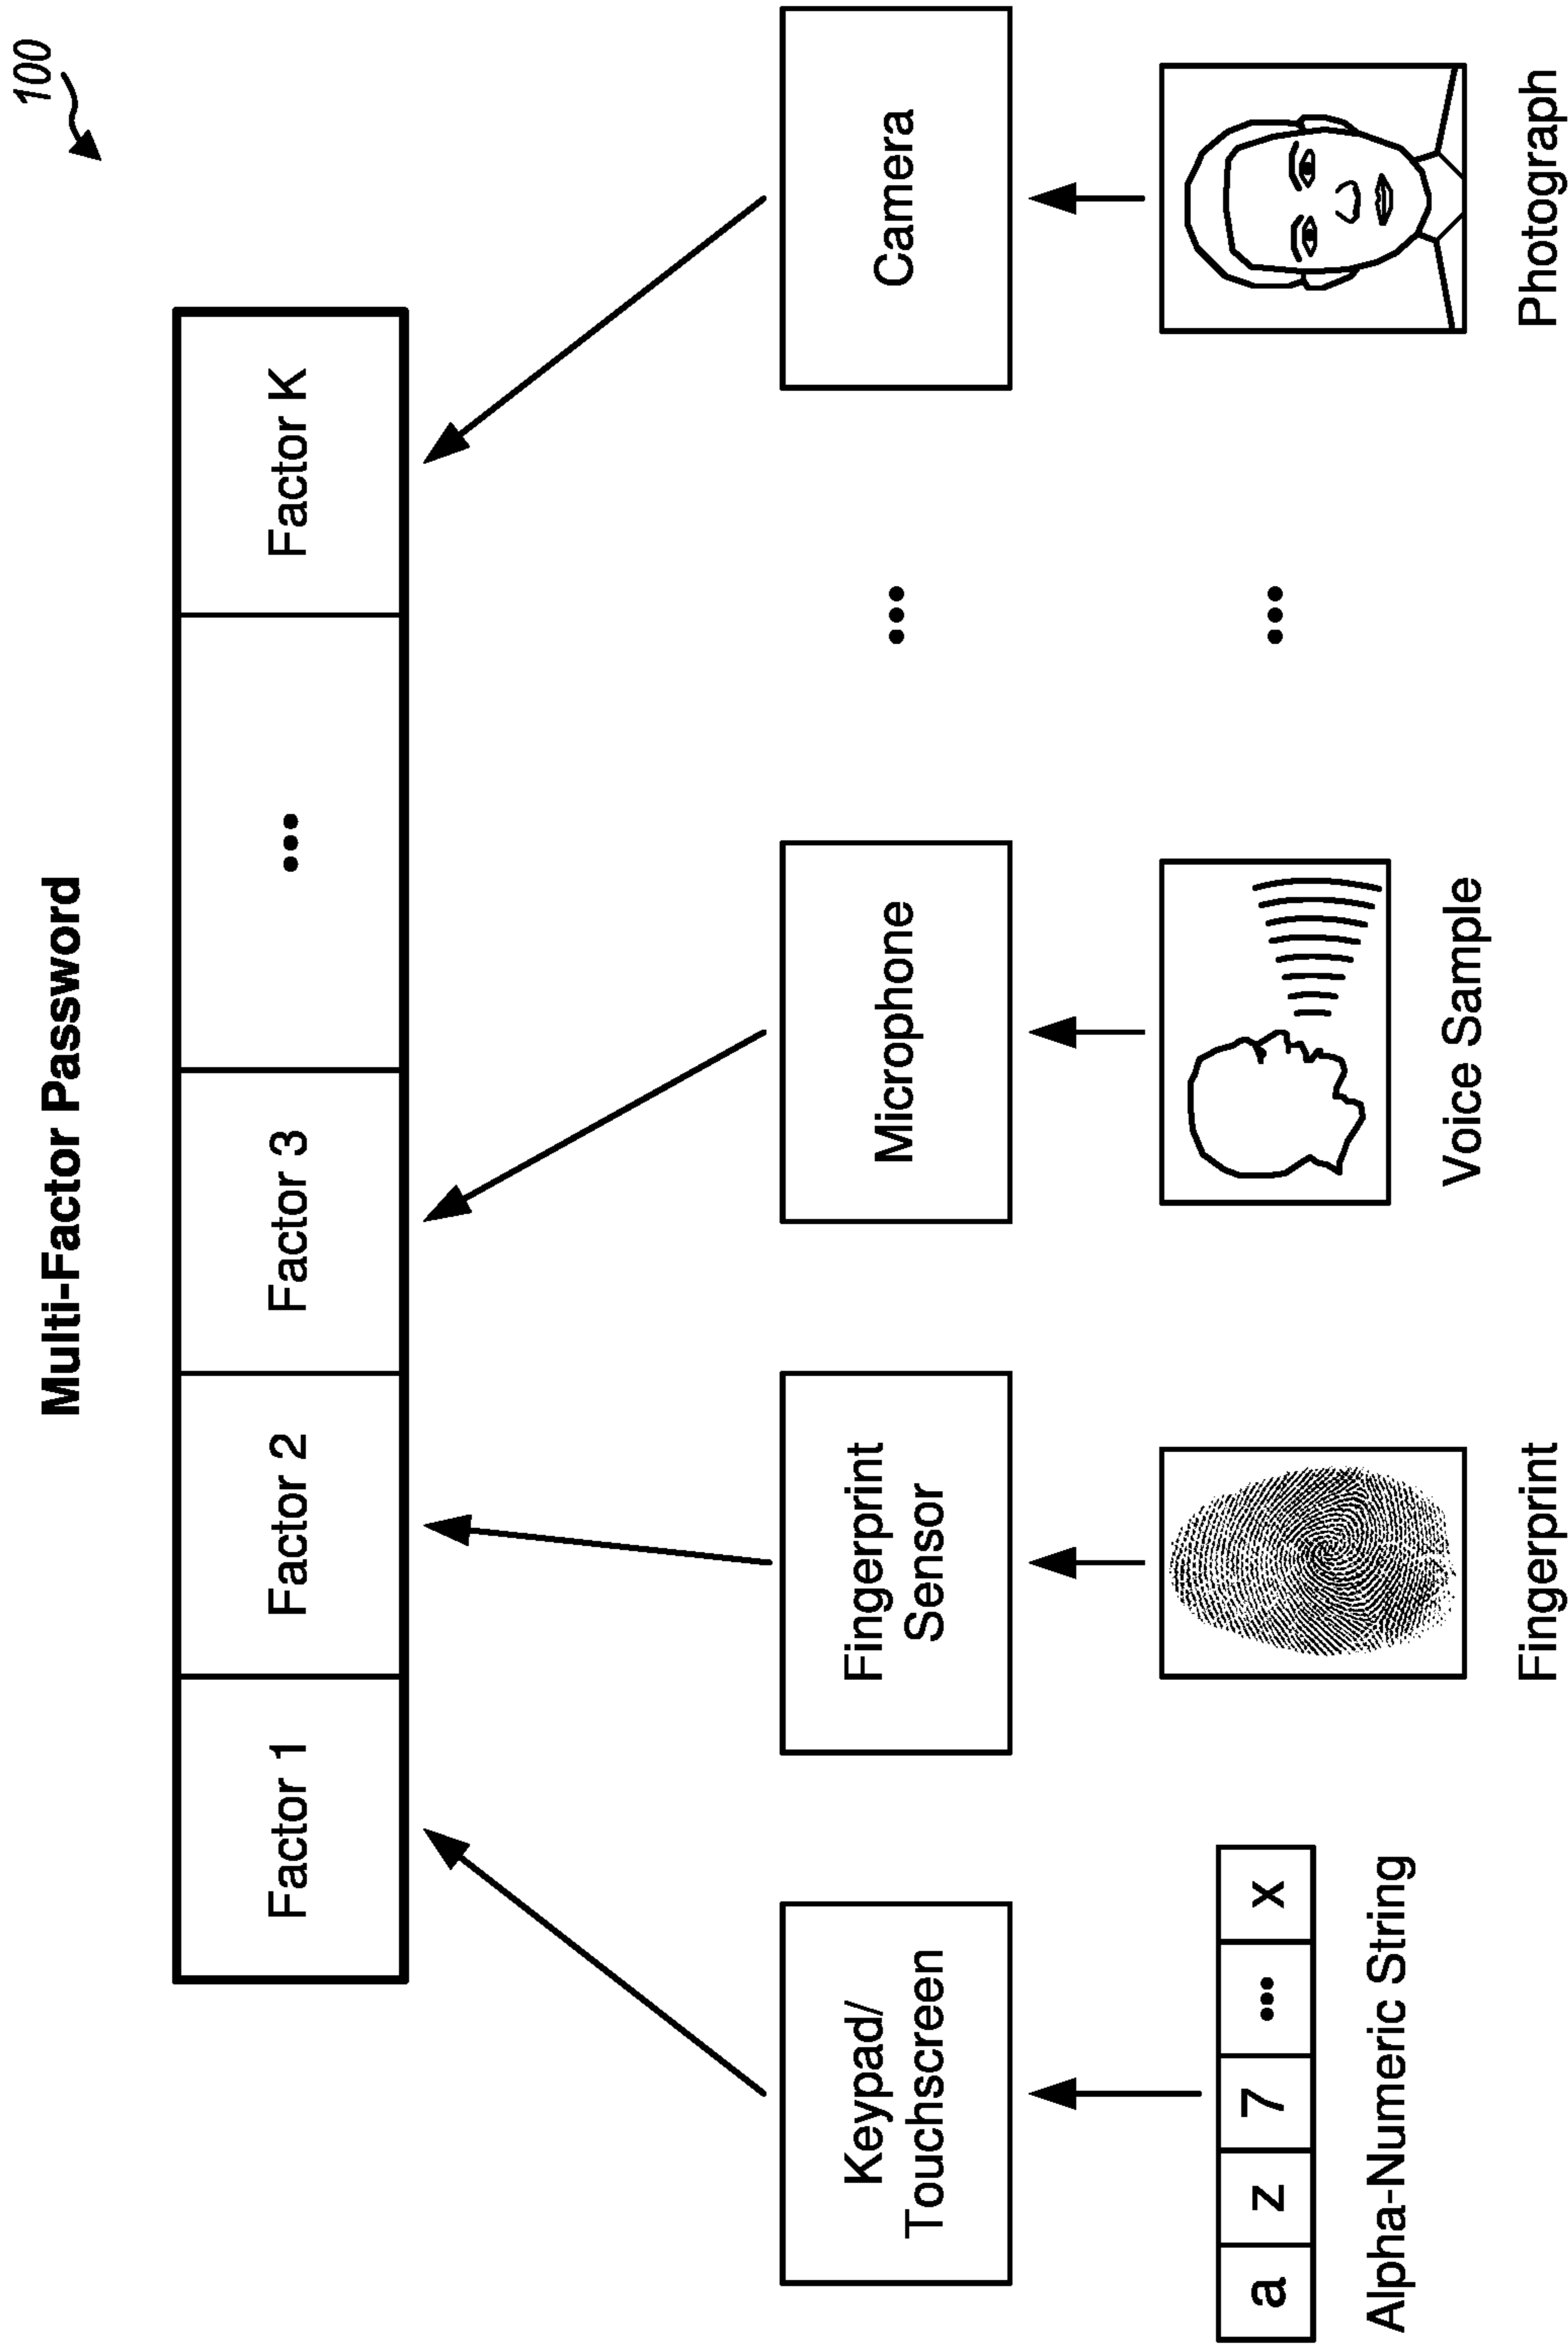 100
Multi-Factor Password
Factor 1
Factor 2
Factor 3
...
Factor K
Keypad/
Touchscreen
Fingerprint
Sensor
Microphone
...
Camera
a z 7 ... x
...
Alpha-Numeric String
Fingerprint
Voice Sample
Photograph